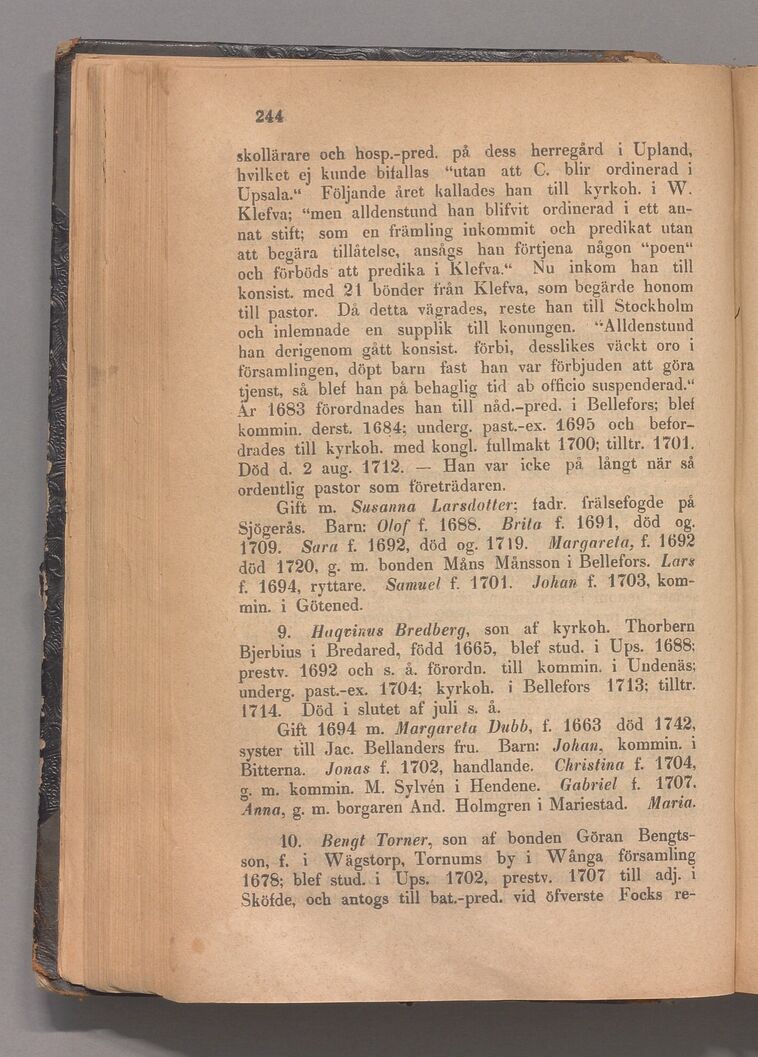 244
skollärare och hosp.-pred. på dess herregård i Upland,
hvilket ej kunde bifallas “utan att C. blir ordinerad i
Upsala.“ Följande året kallades han till kyrkoh. i W.
Klefva; “men alldenstund han blifvit ordinerad i ett an-
nat stift; som en främling inkommit och predikat utan
att begära tillåtelse, ansågs han förtjena någon “poen“
och förböds att predika i Klefva.“ Nu inkom han till
konsist. med 21 bönder från Klefva, som begärde honom
till pastor. Då detta vägrades, reste han till Stockholm
och inlemnade en supplik till konungen. “Alldenstund
han derigenom gått konsist. förbi, desslikes väckt oro i
församlingen, döpt barn fast han var förbjuden att göra
tjenst, så blef han på behaglig tid ab officio suspenderad.“
År 1683 förordnades han till nåd.-pred. i Bellefors; blef
kommin. derst. 1684; underg. past.-ex. 1695 och befor-
drades till kyrkoh. med kongl. fullmakt 1700; tilltr. 1701.
Död d. 2 aug. 1712. — Han var icke på långt när så
ordentlig pastor som företrädaren.
Gift m. Susanna Larsdotter; fadr. frälsefogde på
Sjögerås. Barn: Olof f. 1688. Brita f. 1691, död og.
1709. Sara f. 1692, död og. 1719. Margareta, f. 1692
död 1720, g. m. bonden Måns Månsson i Bellefors. Lars
f. 1694, ryttare. Samuel f. 1701. Johan f. 1703, kom-
min. i Götened.
9. Haqvinus Bredberg, son af kyrkoh. Thorbern
Bjerbius i Bredared, född 1665, blef stud. i Ups. 1688;
prestv. 1692 och s. å. förordn. till kommin. i Undenäs;
underg. past.-ex. 1704; kyrkoh. i Bellefors 1713; tilltr.
1714. Död i slutet af juli s. å.
Gift 1694 m. Margareta Dubb, f. 1663 död 1742,
syster till Jac. Bellanders fru. Barn: Johan, kommin. i
Bitterna. Jonas f. 1702, handlande. Christina f. 1704,
g. m. kommin. M. Sylvén i Hendene. Gabriel f. 1707.
Anna, g. m. borgaren And. Holmgren i Mariestad. Maria.
10. Bengt Torner, son af bonden Göran Bengts-
son, f. i Wägstorp, Tornums by i Wånga församling
1678; blef stud. i Ups. 1702, prestv. 1707 till adj. i
Sköfde, och antogs till bat.-pred. vid öfverste Focks re-